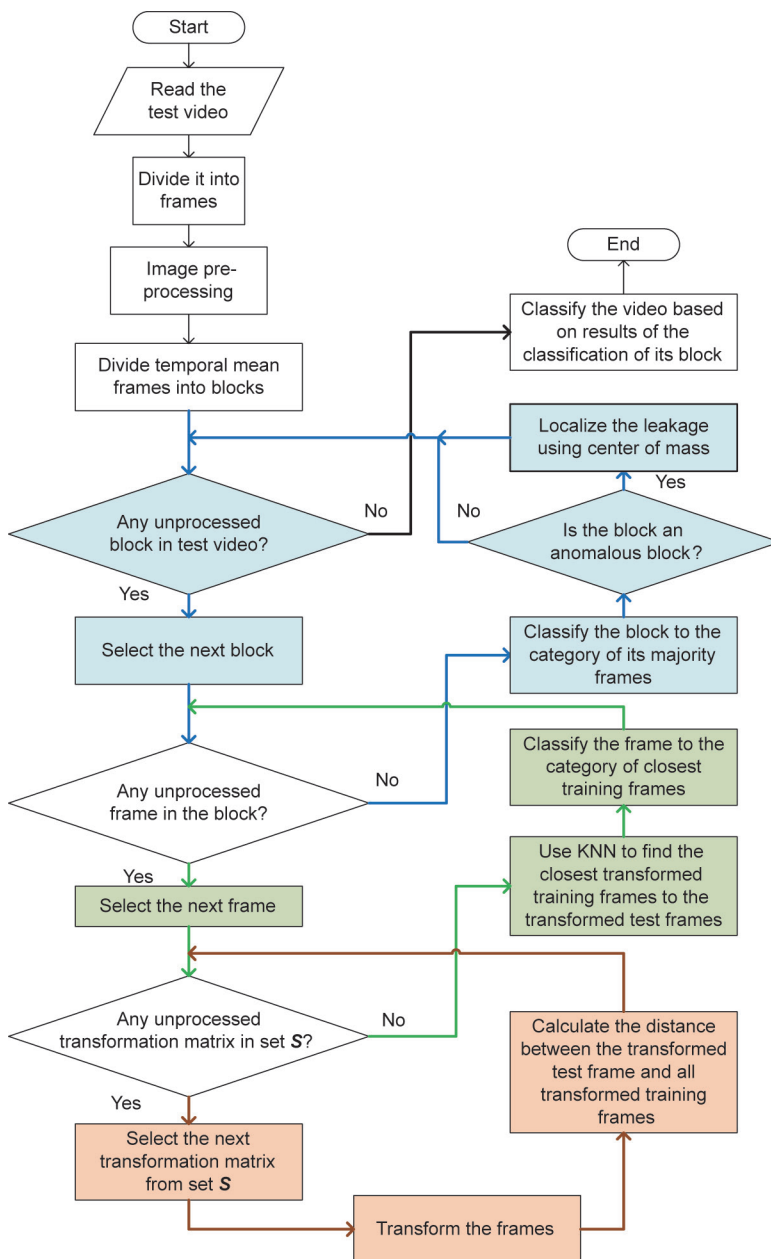 Start
Read the
test video
Divide it into
frames
Image pre-
processing
Divide temporal mean
frames into blocks
End
Classify the video based
on results of the
classification of its block
Localize the leakage
using center of mass
Yes
Any unprocessed
block in test video?
No
No
Is the block an
anomalous block?
Yes
Select the next block
Classify the block to the
category of its majority
frames
Any unprocessed
frame in the block?
No
Classify the frame to the
category of closest
training frames
Yes
Select the next frame
Use KNN to find the
closest transformed
training frames to the
transformed test frames
Any unprocessed
transformation matrix in set S?
No
Calculate the distance
between the transformed
test frame and all
transformed training
frames
Yes
Select the next
transformation matrix
from set S
Transform the frames